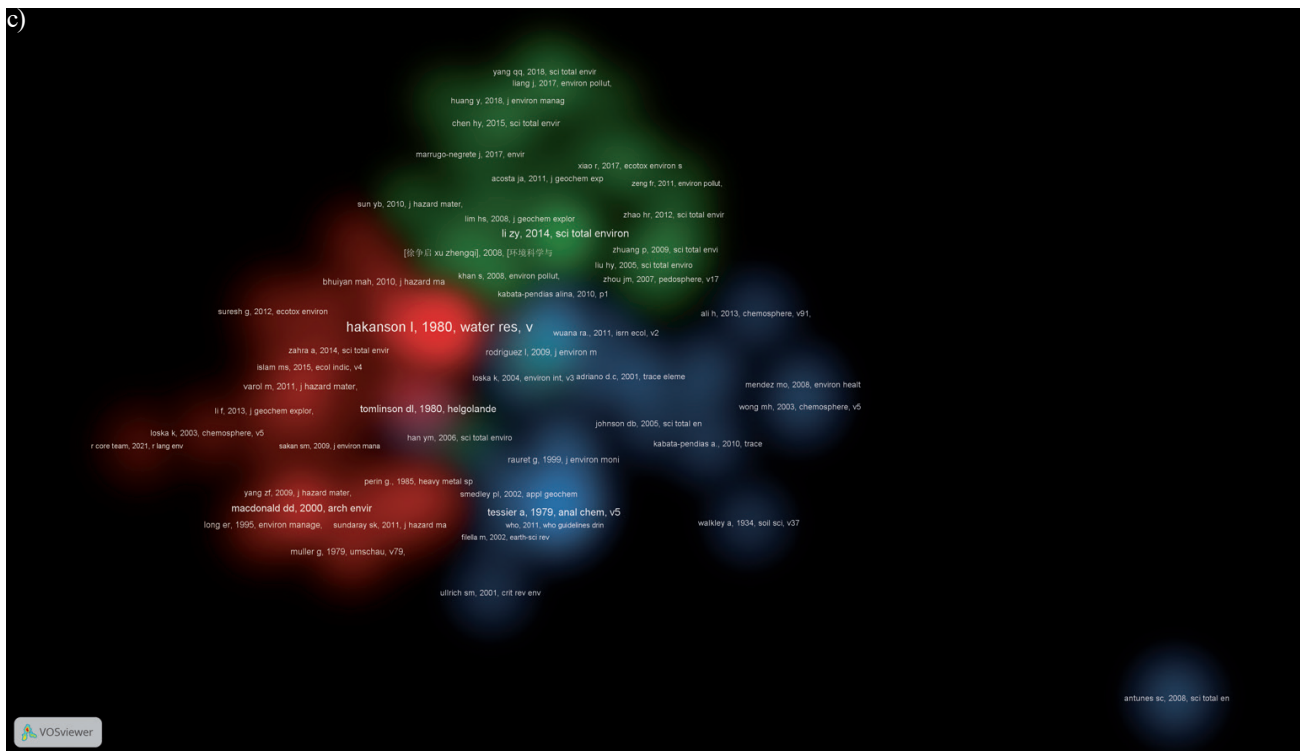 c)
yang qq, 2018, sci total envir
liang j, 2017, environ pollut,
huang y, 2018, j environ manag
chen hy, 2015, sci total envir
marrugo-negrete j, 2017, envir
xiao r, 2017, ecotox environ s
acosta ja, 2011, j geochem exp
zeng fr, 2011, environ pollut,
sun yb, 2010, j hazard mater,
lim hs, 2008, j geochem explor
zhao hr, 2012, sci total envir
li zy, 2014, sci total environ
[徐争启 xu zhengqi], 2008, [环境科学与
zhuang p, 2009, sci total envi
liu hy, 2005, sci total enviro
khan s, 2008, environ pollut,
zhou jm, 2007, pedosphere, v17
bhuiyan mah, 2010, j hazard ma
kabata-pendias alina, 2010, p1
suresh g, 2012, ecotox environ
ali h, 2013, chemosphere, v91,
hakanson l, 1980, water res, v
wuana ra., 2011, isrn ecol, v2
zahra a, 2014, sci total envir
rodriguez l, 2009, j environ m
islam ms, 2015, ecol indic, v4
loska k, 2004, environ int, v3
adriano d.c, 2001, trace eleme
varol m, 2011, j hazard mater,
mendez mo, 2008, environ healt
li f, 2013, j geochem explor,
tomlinson dl, 1980, helgolande
wong mh, 2003, chemosphere, v5
johnson db, 2005, sci total en
loska k, 2003, chemosphere, v5
han ym, 2006, sci total enviro
r core team, 2021, r lang env
sakan sm, 2009, j environ mana
kabata-pendias a., 2010, trace
rauret g, 1999, j environ moni
perin g., 1985, heavy metal sp
yang zf, 2009, j hazard mater,
smedley pl, 2002, appl geochem
macdonald dd, 2000, arch envir
tessier a, 1979, anal chem, v5
long er, 1995, environ manage,
sundaray sk, 2011, j hazard ma
who, 2011, who guidelines drin
walkley a, 1934, soil sci, v37
filella m, 2002, earth-sci rev
muller g, 1979, umschau, v79,
ullrich sm, 2001, crit rev env
antunes sc, 2008, sci total en
VOSviewer